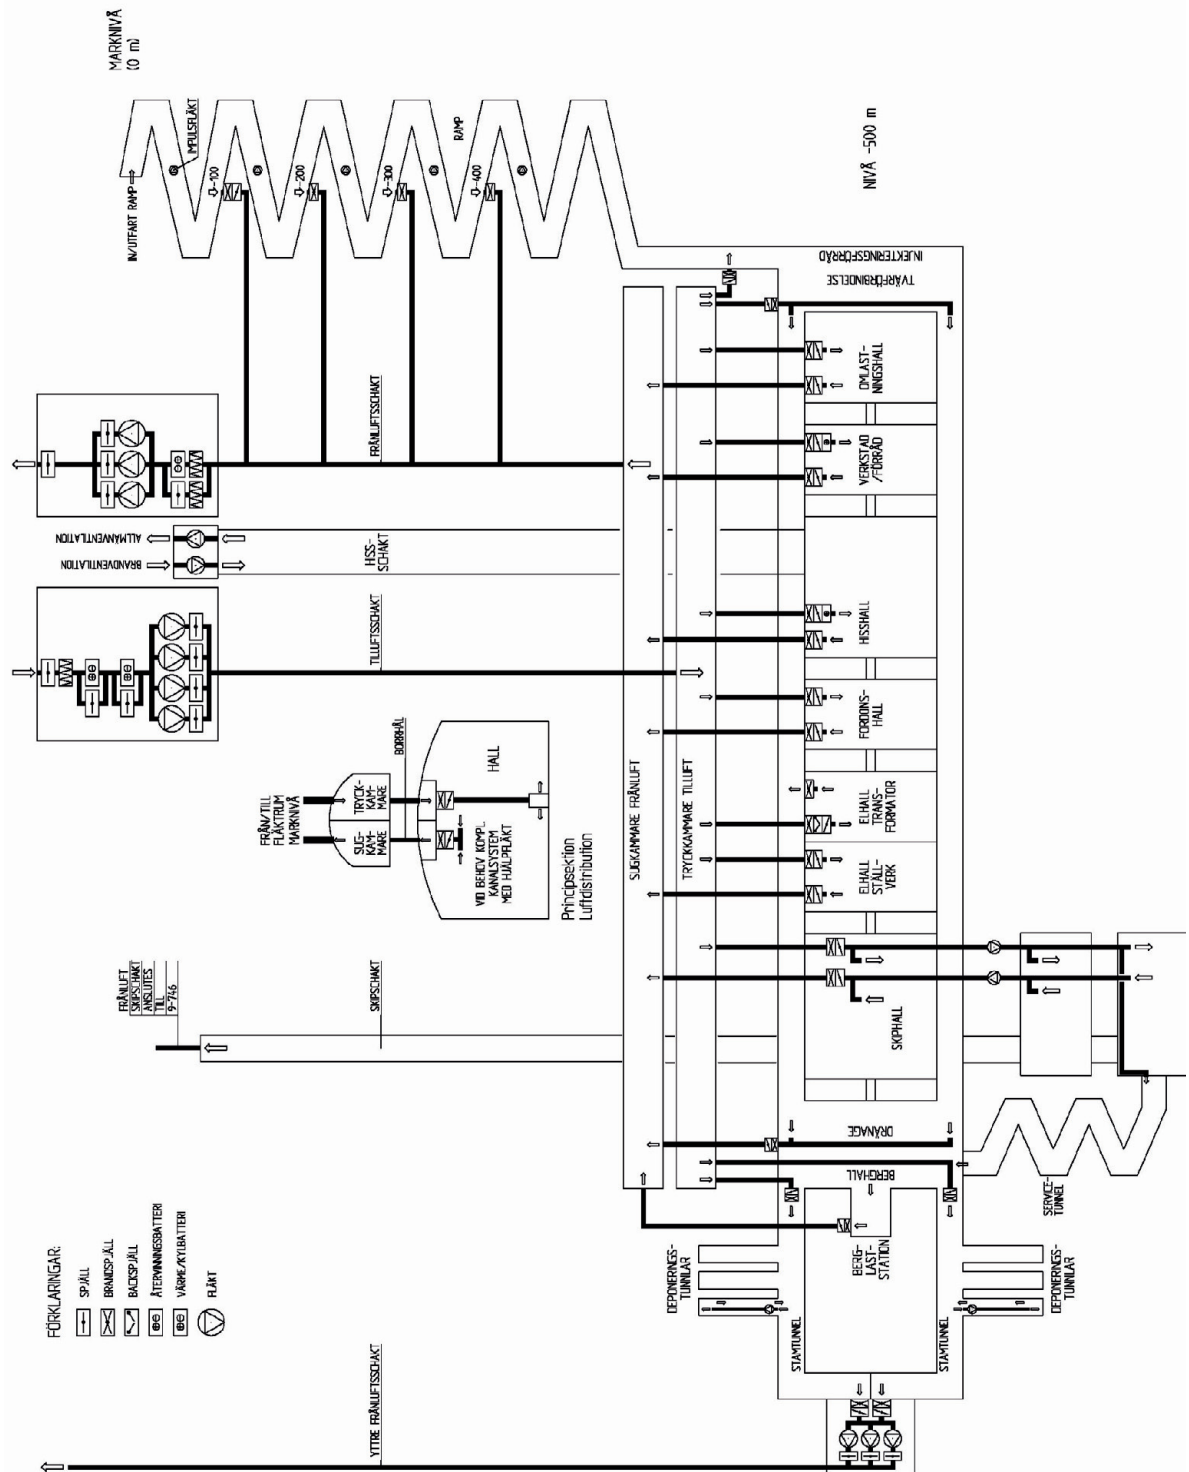 MARKNIVÅ
(0 m)
IN/UTFART RAMP
IMPULSFLÄKT
-100
-200
-300
-400
RAMP
NIVÅ -500 m
FRÅNLUFTSSCHAKT
ALLMÄNVENTILATION
BRANDVENTILATION
HISS-
SCHAKT
TILLUFTSSCHAKT
INJEKTERINGSFÖRRÅD
TVÄRFÖRBINDELSE
OMLAST-
NINGSHALL
VERKSTAD
/FÖRRÅD
HISSHALL
FORDONS-
HALL
ELHALL
TRANS-
FORMATOR
ELHALL
STÄLL-
VERK
SKIPHALL
SUGKAMMARE FRÅNLUFT
TRYCKKAMMARE TILLUFT
FRÅN/TILL
FLÄKTRUM
MARKNIVÅ
TRYCK-
KAM-
MARE
SUG-
KAM-
MARE
BORRHÅL
HALL
VID BEHOV KOMPL.
KANALSYSTEM
MED HJÄLPFLÄKT
Principsektion
Luftdistribution
FRÅNLUFT
SKIPSCHAKT
ANSLUTES
TILL
9-746
SKIPSCHAKT
DRÄNAGE
BERGHALL
SERVICE-
TUNNEL
BERG-
LAST-
STATION
DEPONERINGS-
TUNNLAR
DEPONERINGS-
TUNNLAR
STAMTUNNEL
STAMTUNNEL
YTTRE FRÅNLUFTSSCHAKT
FÖRKLARINGAR:
SPJÄLL
BRANDSPJÄLL
BACKSPJÄLL
ÅTERVINNINGSBATTERI
VÄRME/KYLBATTERI
FLÄKT